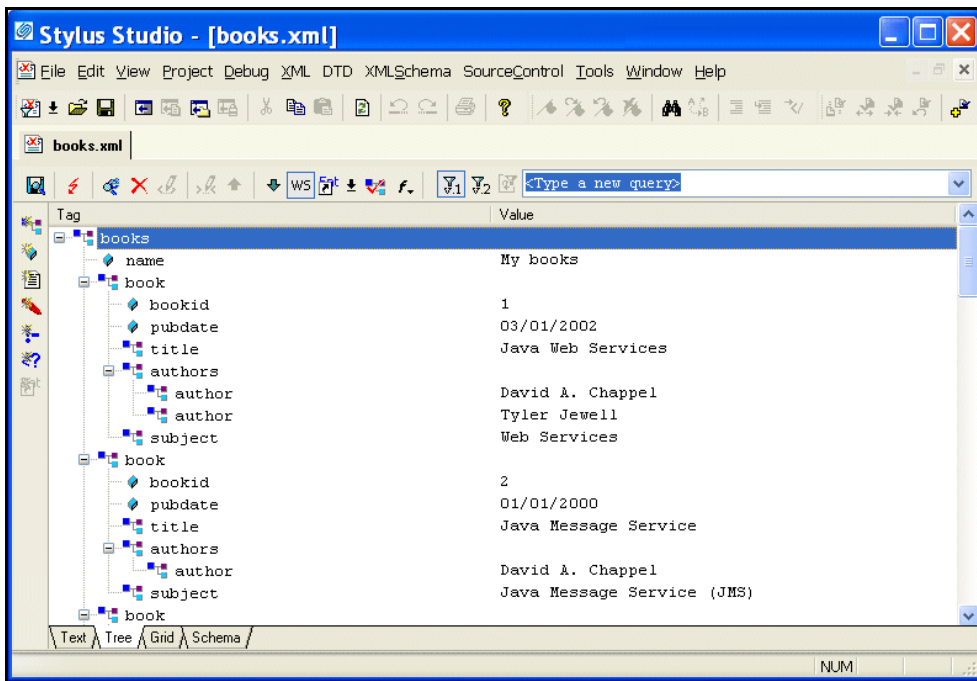 Stylus Studio - [books.xml]
File Edit View Project Debug XML DTD XMLSchema SourceControl Tools Window Help
books.xml
WS <Type a new query>
Tag Value
books
name My books
book
bookid 1
pubdate 03/01/2002
title Java Web Services
authors
author David A. Chappel
author Tyler Jewell
subject Web Services
book
bookid 2
pubdate 01/01/2000
title Java Message Service
authors
author David A. Chappel
subject Java Message Service (JMS)
book
Text Tree Grid Schema
NUM